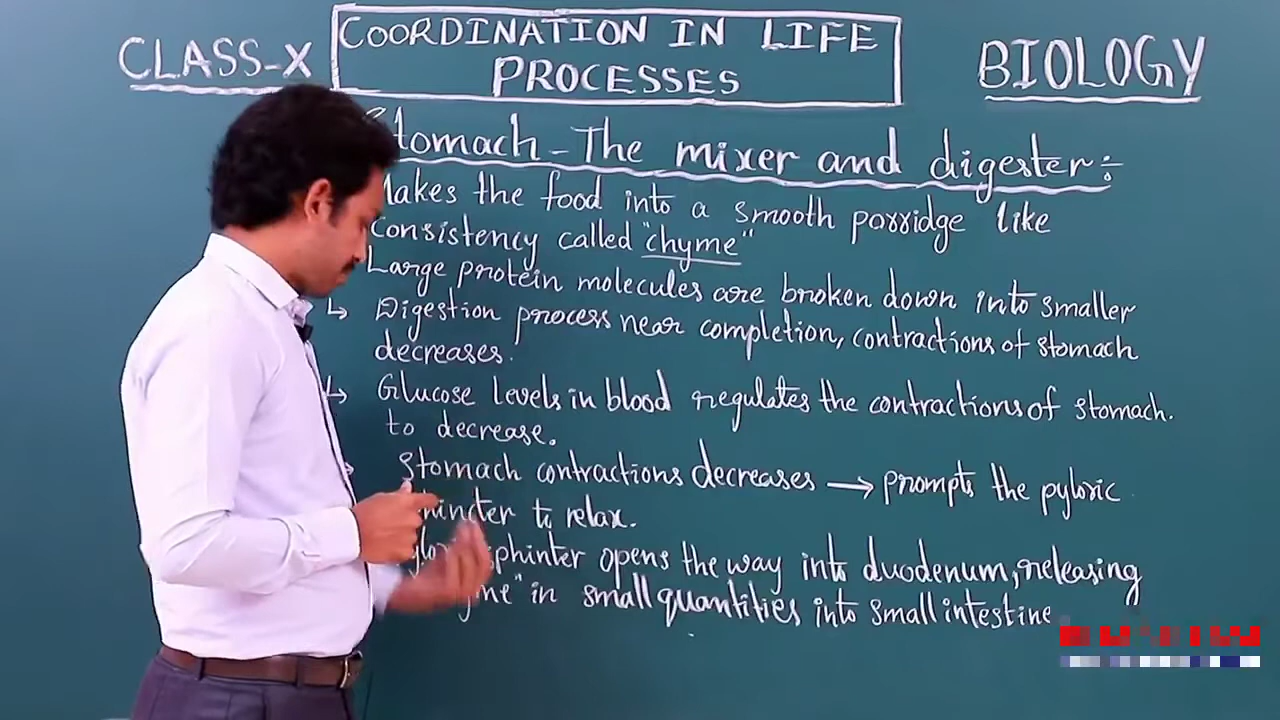 CLASS-X
COORDINATION IN LIFE
PROCESSES
BIOLOGY
Stomach - The mixer and digester:-
Makes the food into a smooth porridge like
Consistency called "chyme"
Large protein molecules are broken down into smaller
↳ Digestion process near completion, contractions of stomach
decreases.
↳ Glucose levels in blood regulates the contractions of stomach.
to decrease.
Stomach contractions decreases → prompts the pyloric
to relax.
sphinter opens the way into duodenum, releasing
in small quantities into small intestine